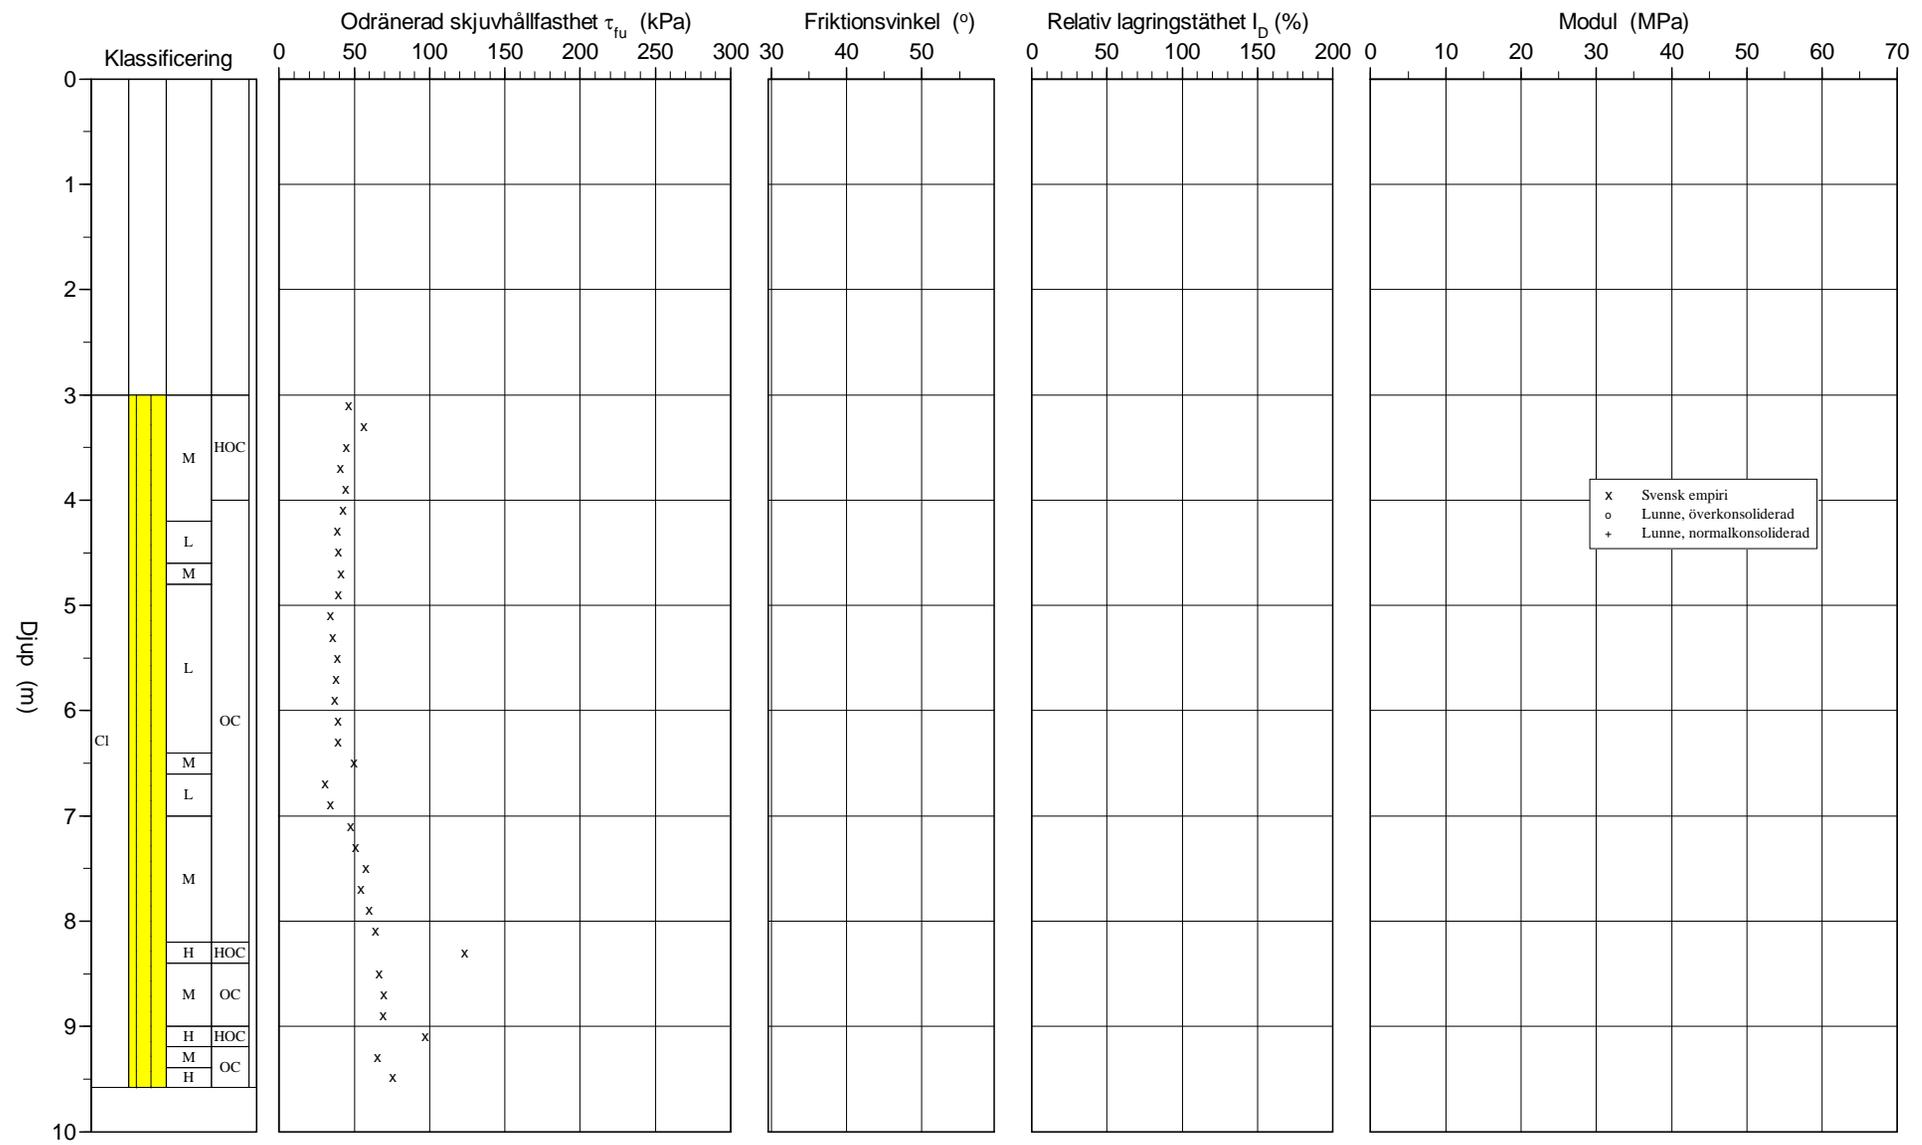 Odränerad skjuvhållfasthet τfu (kPa)
Friktionsvinkel (o)
Relativ lagringstäthet ID (%)
Modul (MPa)
Klassificering
0 50 100 150 200 250 300
30 40 50
0 50 100 150 200
0 10 20 30 40 50 60 70
0
1
2
3
4
5
6
7
8
9
10
Djup (m)
Cl
M
L
M
L
M
L
M
H
M
H
M
H
HOC
OC
HOC
OC
HOC
OC
x Svensk empiri
o Lunne, överkonsoliderad
+ Lunne, normalkonsoliderad